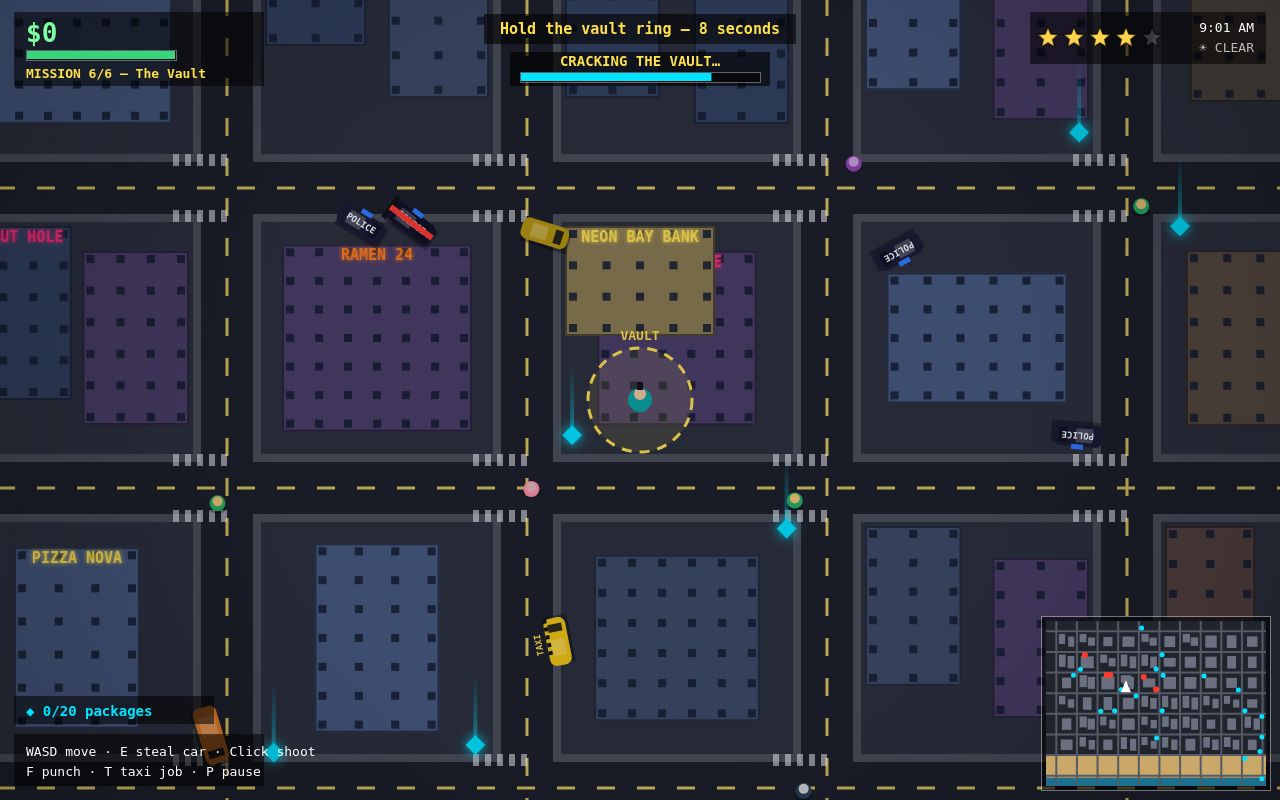 $0
MISSION 6/6 — The Vault
Hold the vault ring — 8 seconds
CRACKING THE VAULT…
9:01 AM
☀ CLEAR
UT HOLE
POLICE
RAMEN 24
NEON BAY BANK
E
POLICE
VAULT
POLICE
PIZZA NOVA
TAXI
◆ 0/20 packages
WASD move · E steal car · Click shoot
F punch · T taxi job · P pause